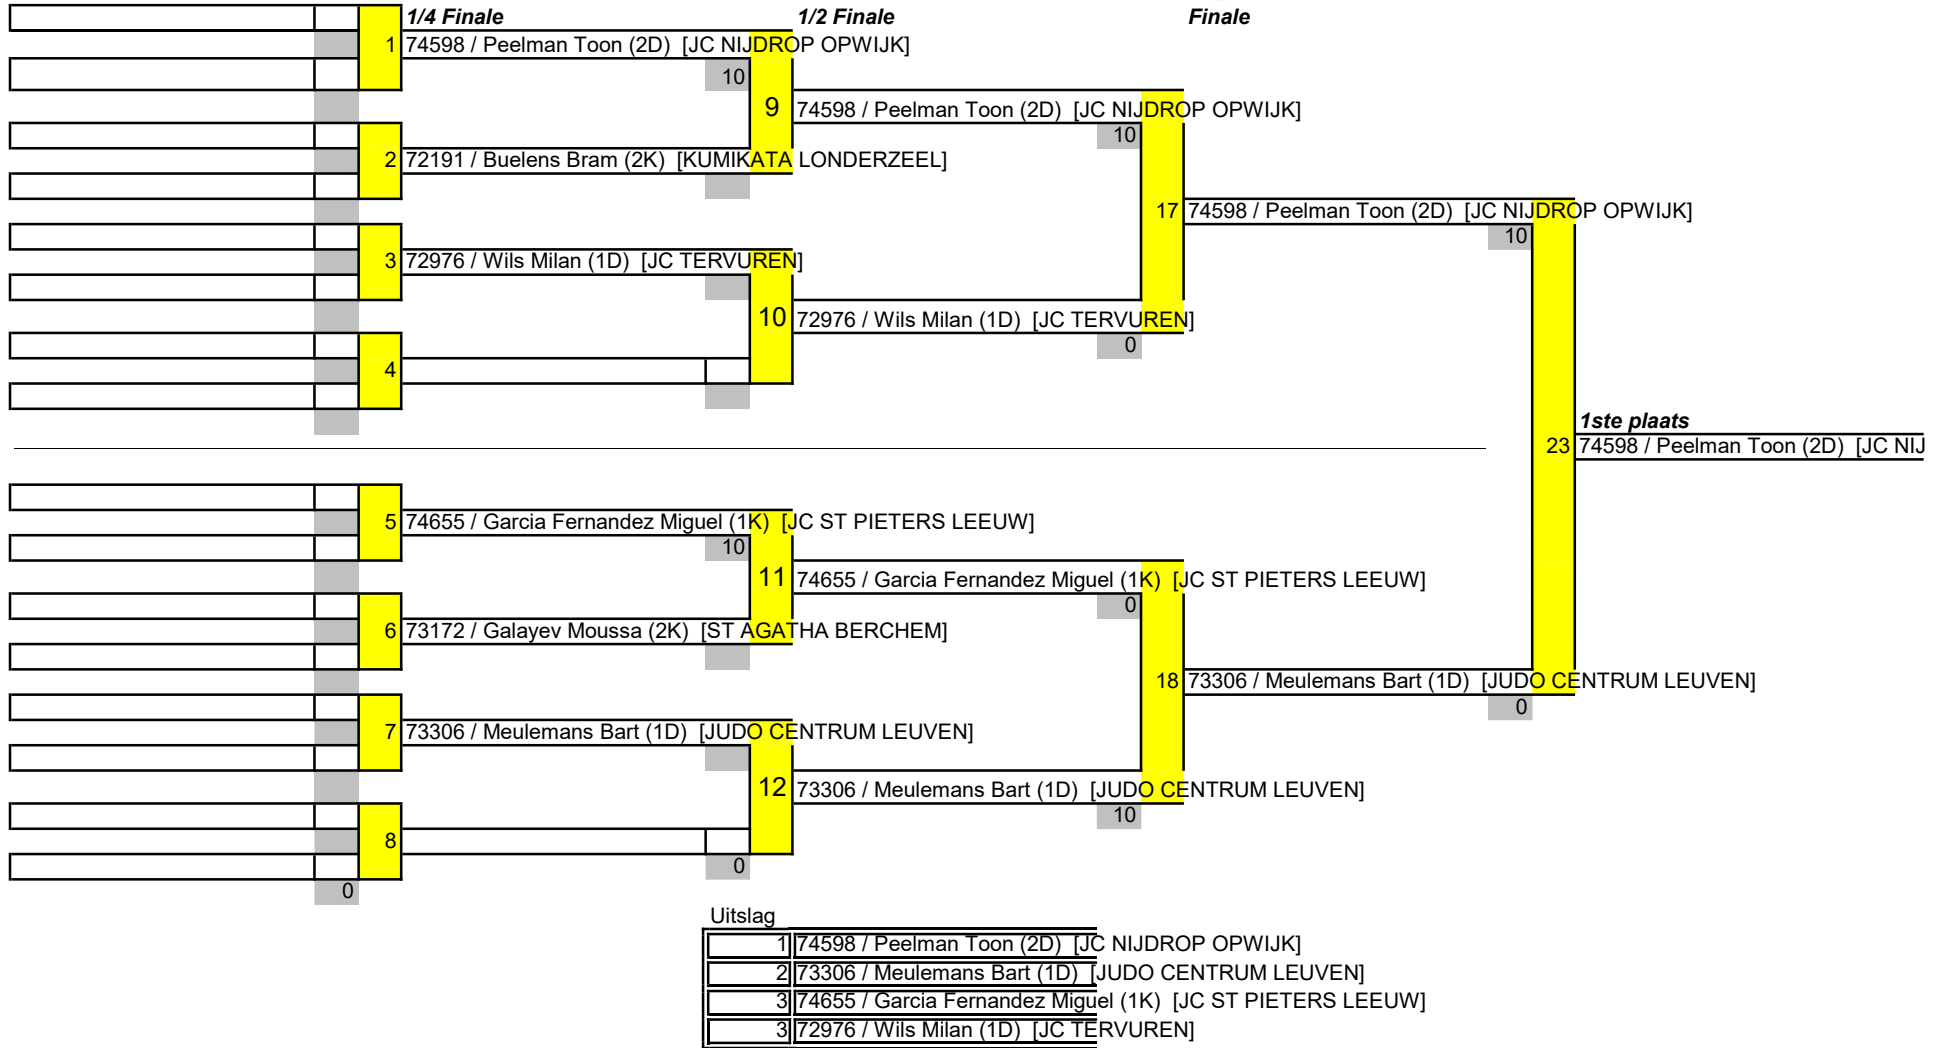 1/4 Finale 1/2 Finale Finale
1 74598 / Peelman Toon (2D) [JC NIJDROP OPWIJK]
10
9 74598 / Peelman Toon (2D) [JC NIJDROP OPWIJK]
10
2 72191 / Buelens Bram (2K) [KUMIKATA LONDERZEEL]
17 74598 / Peelman Toon (2D) [JC NIJDROP OPWIJK]
10
3 72976 / Wils Milan (1D) [JC TERVUREN]
10 72976 / Wils Milan (1D) [JC TERVUREN]
0
4
1ste plaats
23 74598 / Peelman Toon (2D) [JC NIJ
5 74655 / Garcia Fernandez Miguel (1K) [JC ST PIETERS LEEUW]
10
11 74655 / Garcia Fernandez Miguel (1K) [JC ST PIETERS LEEUW]
0
6 73172 / Galayev Moussa (2K) [ST AGATHA BERCHEM]
18 73306 / Meulemans Bart (1D) [JUDO CENTRUM LEUVEN]
0
7 73306 / Meulemans Bart (1D) [JUDO CENTRUM LEUVEN]
12 73306 / Meulemans Bart (1D) [JUDO CENTRUM LEUVEN]
10
8
0
0
Uitslag
1 74598 / Peelman Toon (2D) [JC NIJDROP OPWIJK]
2 73306 / Meulemans Bart (1D) [JUDO CENTRUM LEUVEN]
3 74655 / Garcia Fernandez Miguel (1K) [JC ST PIETERS LEEUW]
3 72976 / Wils Milan (1D) [JC TERVUREN]